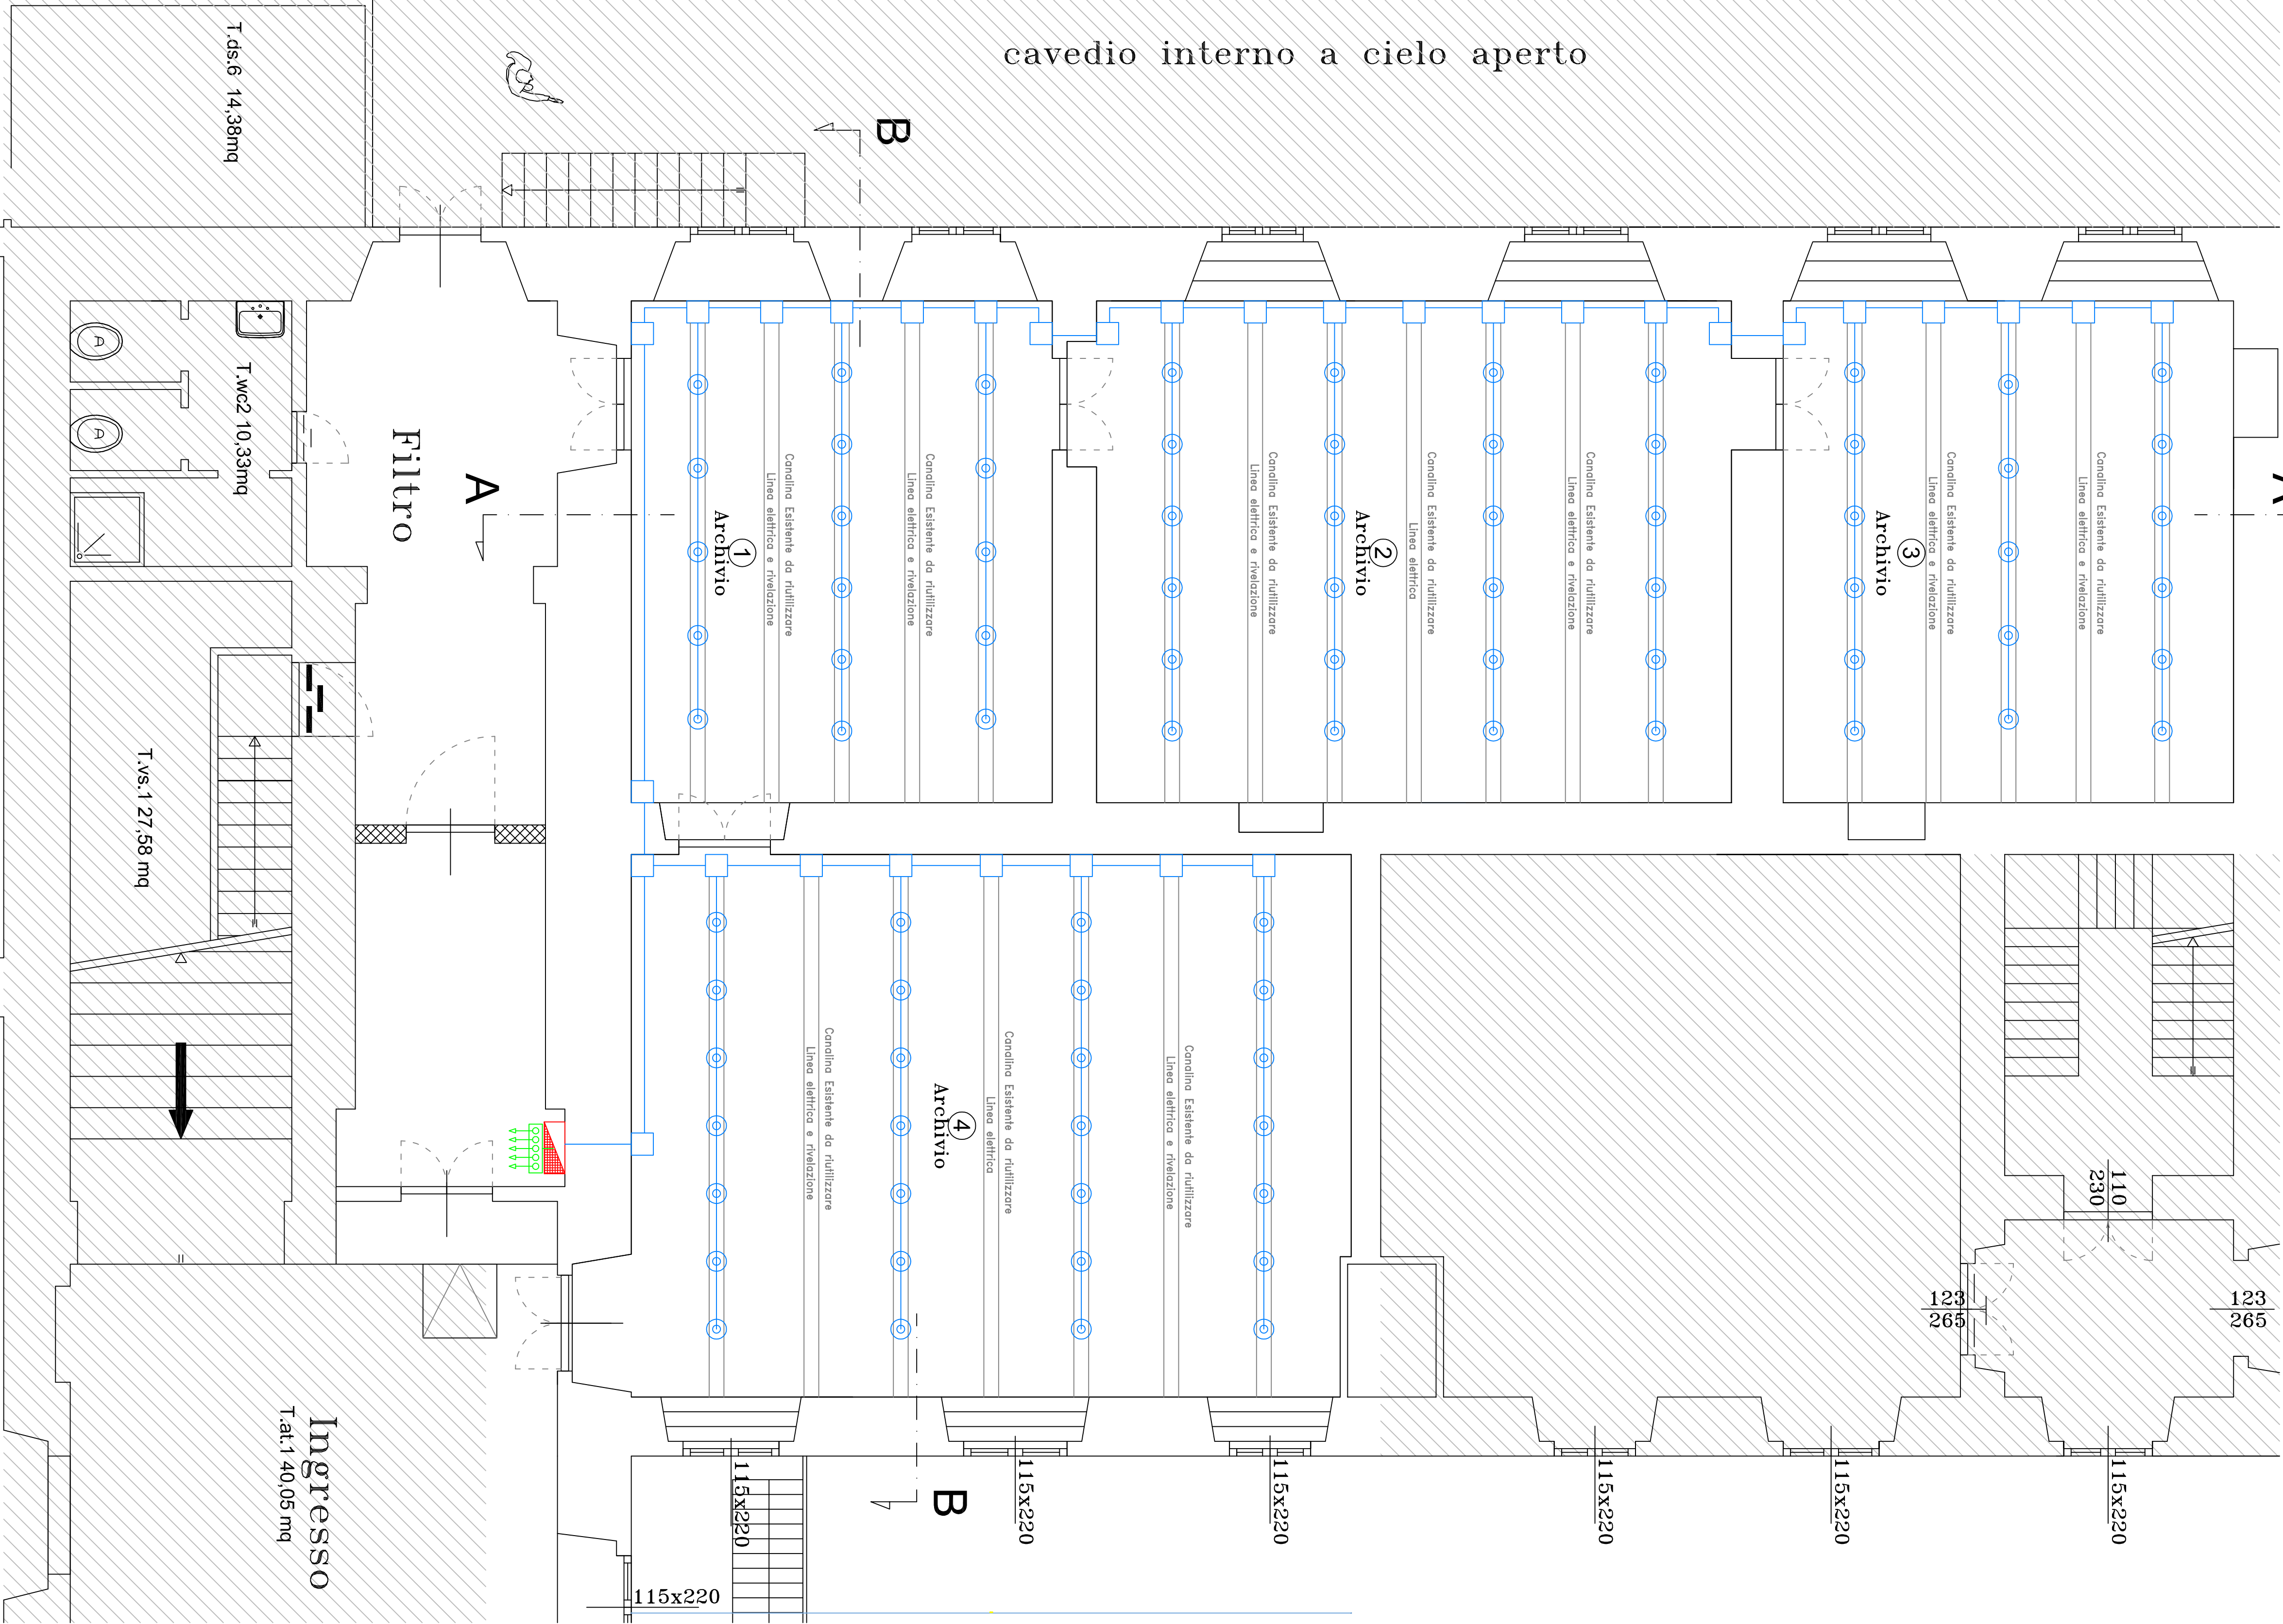 cavedio interno a cielo aperto
T.dis.6 14,38mq
B
T.wc2 10,33mq
A
A
Filtro
A
Archivio
1
Linea elettrica e rivelazione
Canalina Esistente da riutilizzare
Linea elettrica e rivelazione
Canalina Esistente da riutilizzare
Linea elettrica e rivelazione
Canalina Esistente da riutilizzare
Archivio
2
Linea elettrica
Canalina Esistente da riutilizzare
Linea elettrica e rivelazione
Canalina Esistente da riutilizzare
Archivio
3
Linea elettrica e rivelazione
Canalina Esistente da riutilizzare
Linea elettrica e rivelazione
Canalina Esistente da riutilizzare
T.vs.1 27,58 mq
Linea elettrica e rivelazione
Canalina Esistente da riutilizzare
Archivio
4
Linea elettrica
Canalina Esistente da riutilizzare
Linea elettrica e rivelazione
Canalina Esistente da riutilizzare
110
230
123
265
123
265
Ingresso
T.at.1 40,05 mq
B
115x220
115x220
115x220
115x220
115x220
115x220
115x220